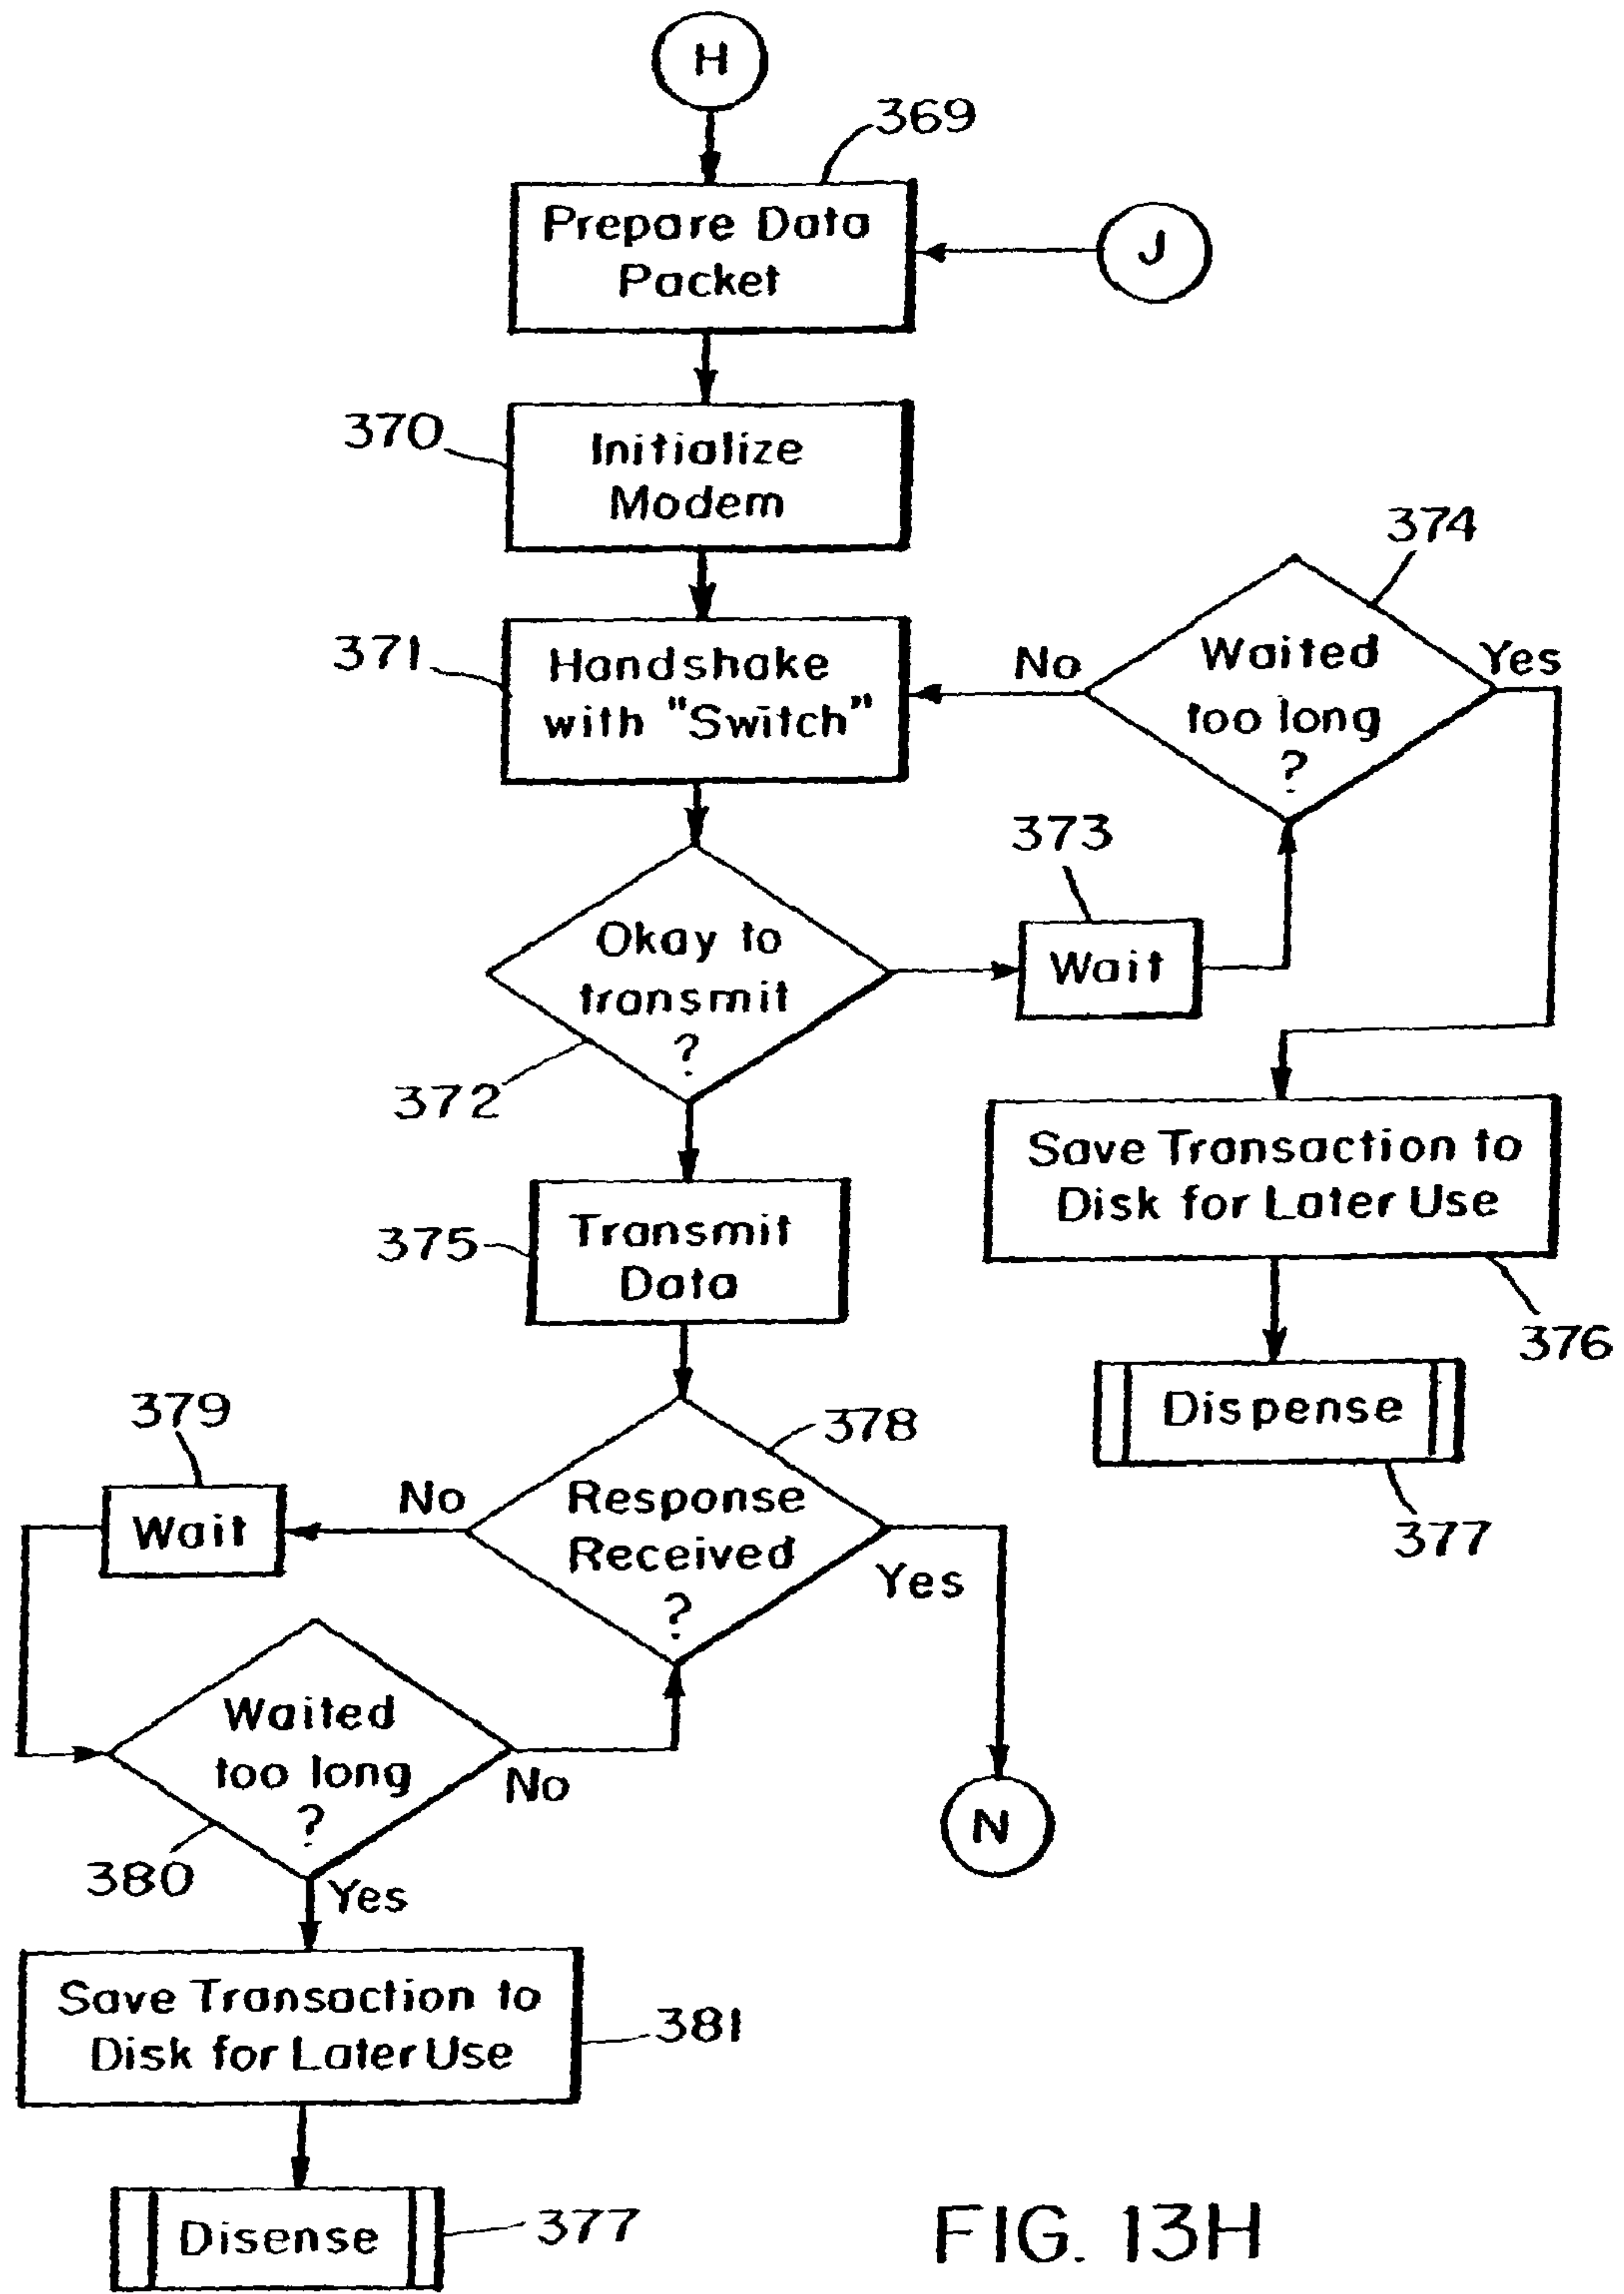 H
369
Prepare Data
Packet
J
370
Initialize
Modem
374
371
Handshake
with "Switch"
No
Waited
too long
?
Yes
373
Okay to
transmit
?
Wait
372
Save Transaction to
Disk for Later Use
375
Transmit
Data
376
Dispense
377
379
378
Wait
No
Response
Received
?
Yes
Waited
too long
?
No
N
380
Yes
Save Transaction to
Disk for Later Use
381
Disense
377
FIG. 13H